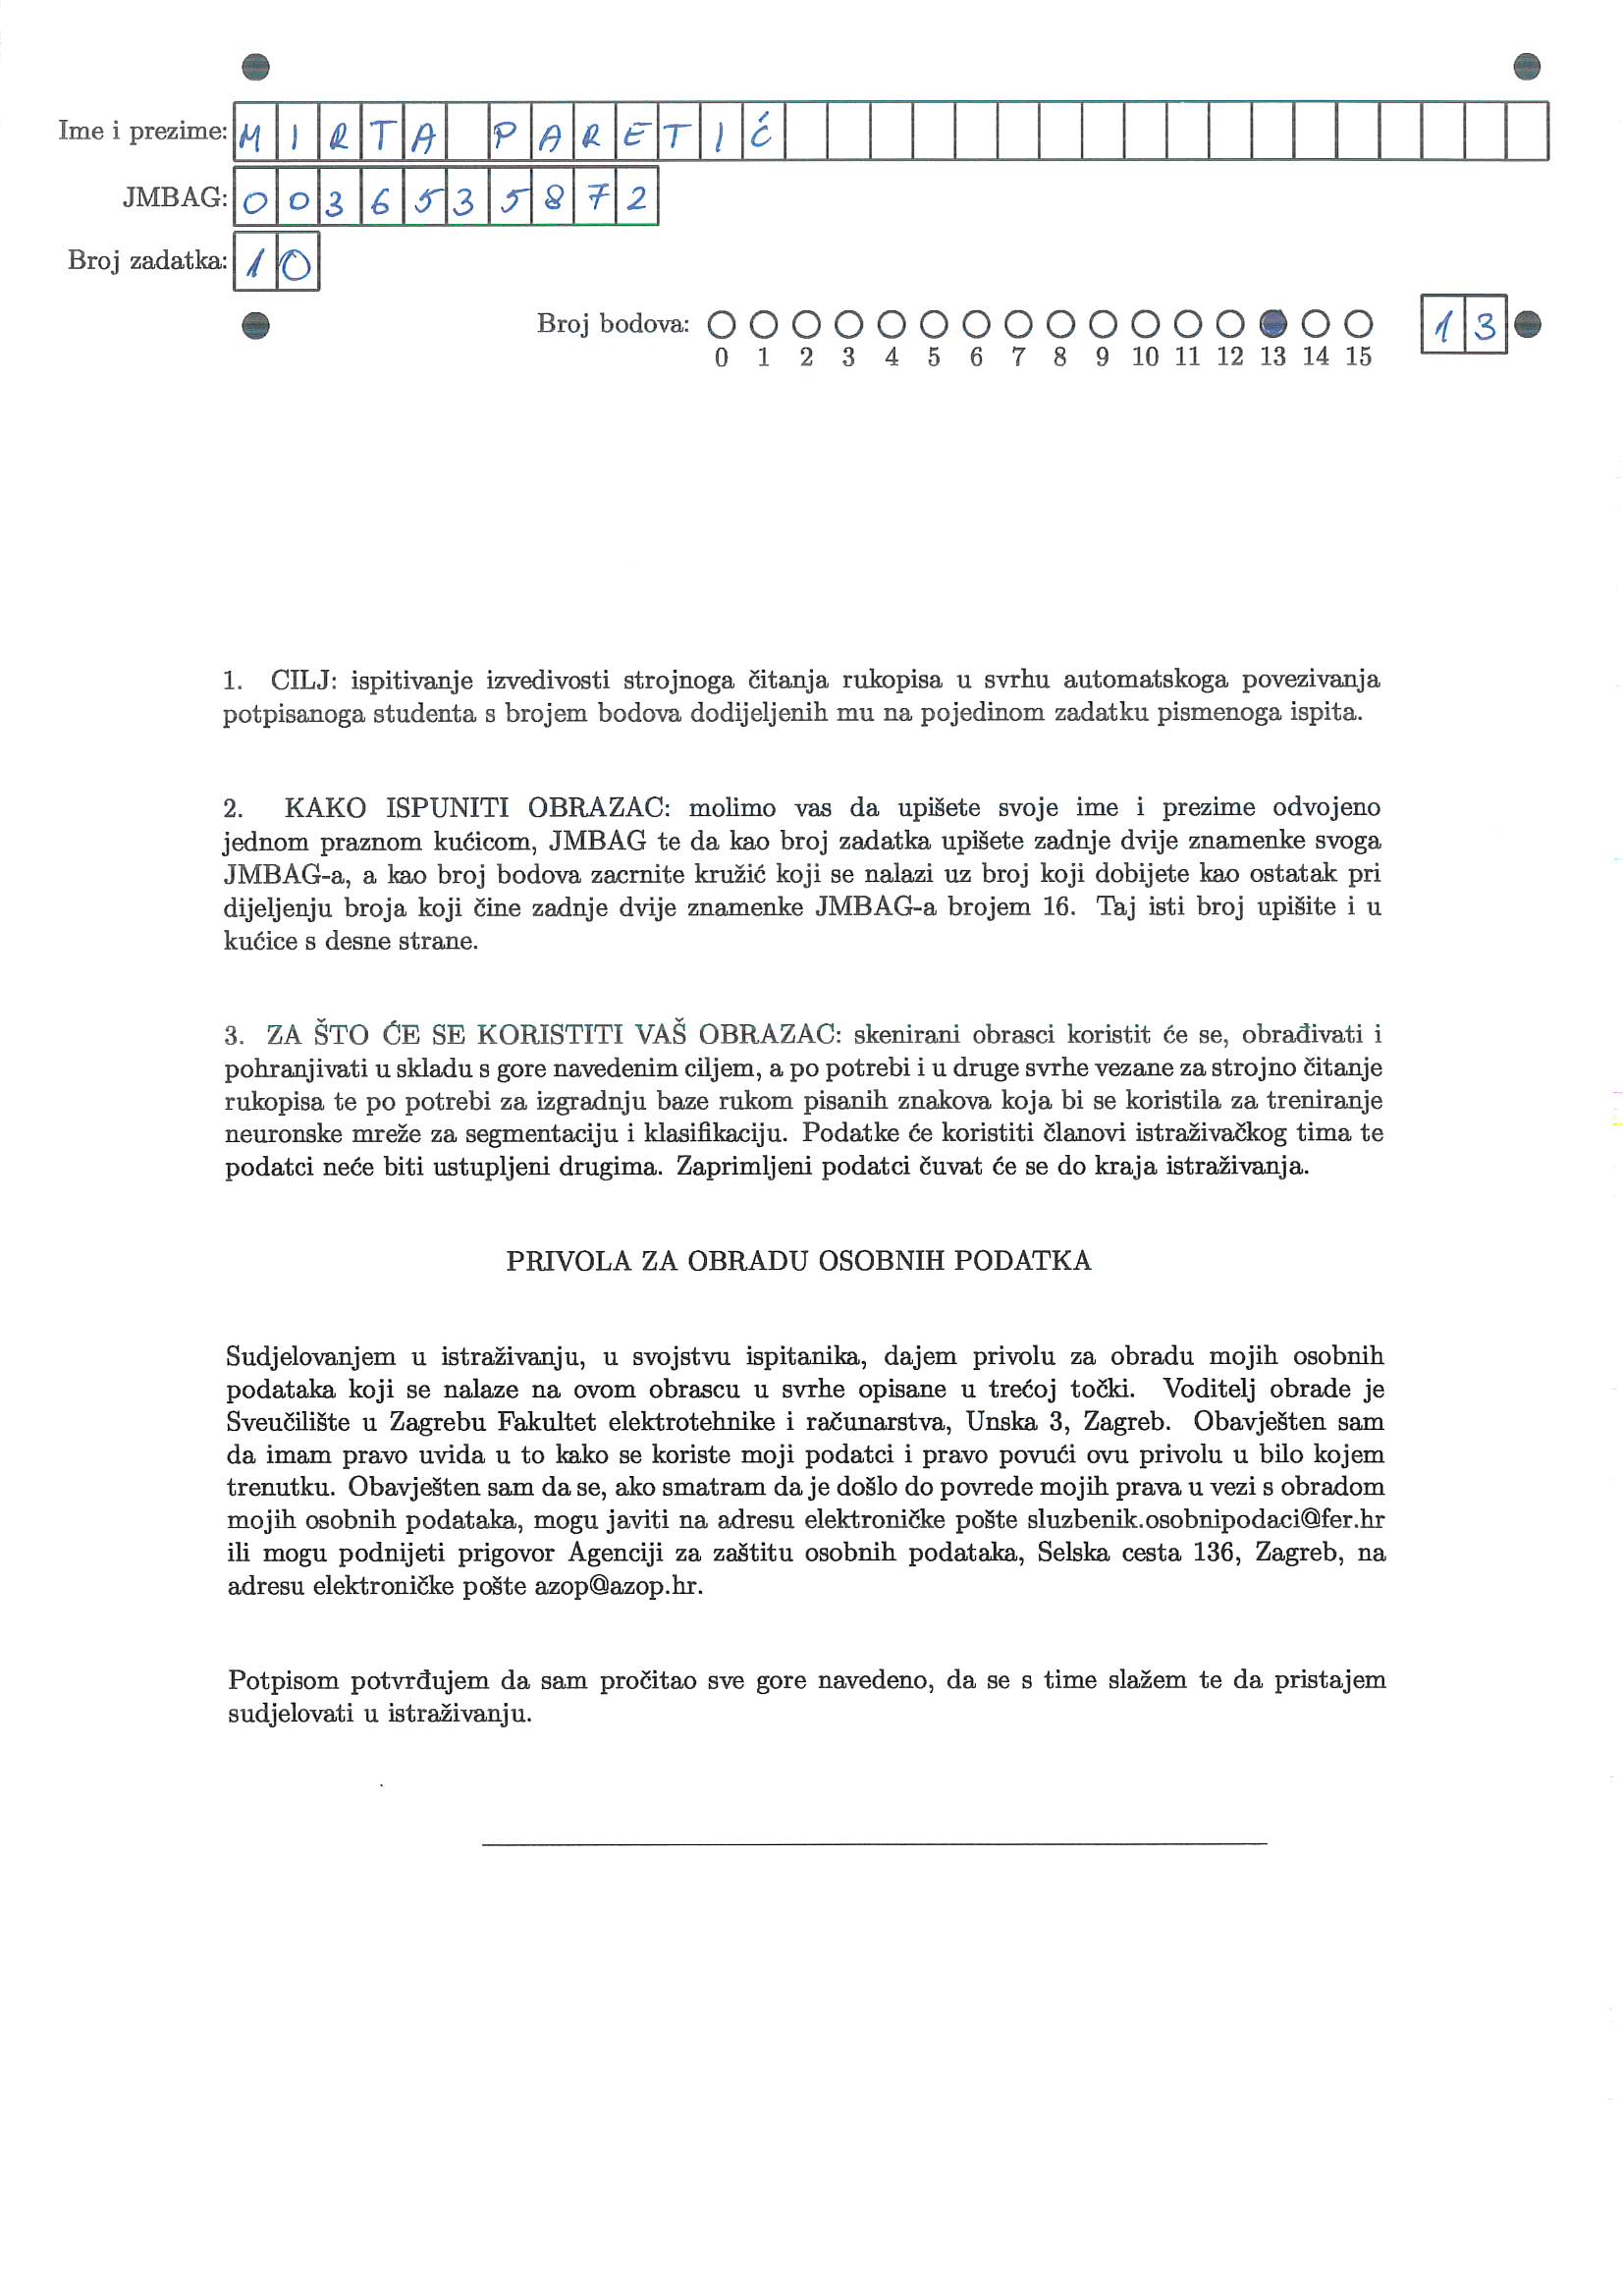 Ime i prezime: MIRTA PARETIĆ
JMBAG: 0036535872
Broj zadatka: 10
Broj bodova: 13
0 1 2 3 4 5 6 7 8 9 10 11 12 13 14 15
1. CILJ: ispitivanje izvedivosti strojnoga čitanja rukopisa u svrhu automatskoga povezivanja
potpisanoga studenta s brojem bodova dodijeljenih mu na pojedinom zadatku pismenoga ispita.
2. KAKO ISPUNITI OBRAZAC: molimo vas da upišete svoje ime i prezime odvojeno
jednom praznom kućicom, JMBAG te da kao broj zadatka upišete zadnje dvije znamenke svoga
JMBAG-a, a kao broj bodova zacrnite kružić koji se nalazi uz broj koji dobijete kao ostatak pri
dijeljenju broja koji čine zadnje dvije znamenke JMBAG-a brojem 16. Taj isti broj upišite i u
kućice s desne strane.
3. ZA ŠTO ĆE SE KORISTITI VAŠ OBRAZAC: skenirani obrasci koristit će se, obrađivati i
pohranjivati u skladu s gore navedenim ciljem, a po potrebi i u druge svrhe vezane za strojno čitanje
rukopisa te po potrebi za izgradnju baze rukom pisanih znakova koja bi se koristila za treniranje
neuronske mreže za segmentaciju i klasifikaciju. Podatke će koristiti članovi istraživačkog tima te
podatci neće biti ustupljeni drugima. Zaprimljeni podatci čuvat će se do kraja istraživanja.
PRIVOLA ZA OBRADU OSOBNIH PODATKA
Sudjelovanjem u istraživanju, u svojstvu ispitanika, dajem privolu za obradu mojih osobnih
podataka koji se nalaze na ovom obrascu u svrhe opisane u trećoj točki. Voditelj obrade je
Sveučilište u Zagrebu Fakultet elektrotehnike i računarstva, Unska 3, Zagreb. Obavješten sam
da imam pravo uvida u to kako se koriste moji podatci i pravo povući ovu privolu u bilo kojem
trenutku. Obavješten sam da se, ako smatram da je došlo do povrede mojih prava u vezi s obradom
mojih osobnih podataka, mogu javiti na adresu elektroničke pošte sluzbenik.osobnipodaci@fer.hr
ili mogu podnijeti prigovor Agenciji za zaštitu osobnih podataka, Selska cesta 136, Zagreb, na
adresu elektroničke pošte azop@azop.hr.
Potpisom potvrđujem da sam pročitao sve gore navedeno, da se s time slažem te da pristajem
sudjelovati u istraživanju.